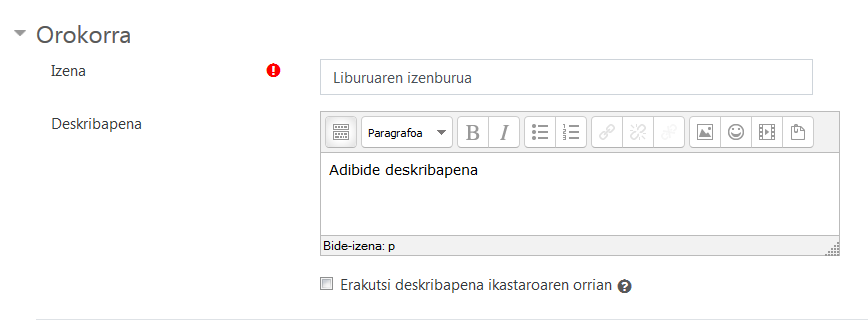 Orokorra
Izena
Liburuaren izenburua
Deskribapena
Paragrafoa B I
Adibide deskribapena
Bide-izena: p
Erakutsi deskribapena ikastaroaren orrian